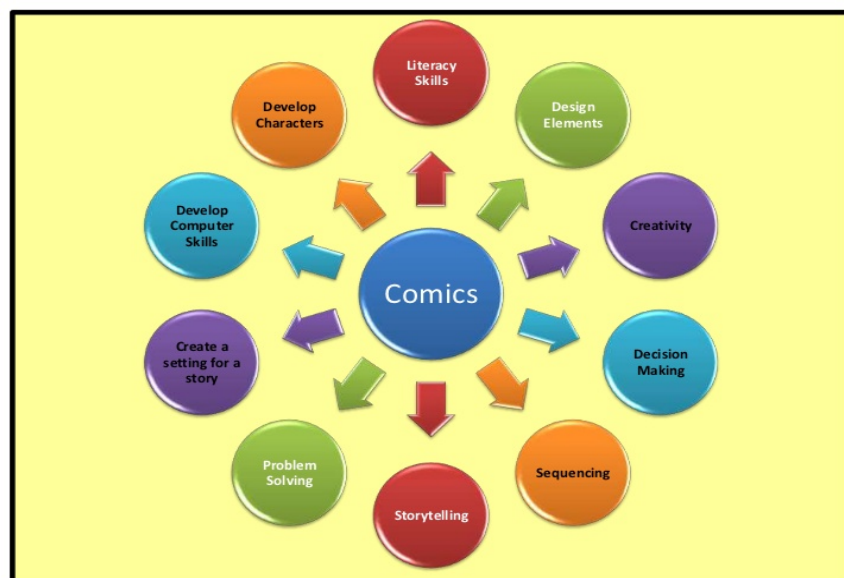 Literacy
Skills
Design
Elements
Creativity
Decision
Making
Sequencing
Storytelling
Problem
Solving
Create a
setting for a
story
Develop
Computer
Skills
Develop
Characters
Comics